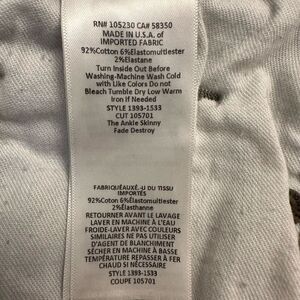 RN# 105230 CA# 58350
MADE IN U.S.A. of
IMPORTED FABRIC
92%Cotton 6%Elastomultiester
2%Elastane
Turn Inside Out Before
Washing-Machine Wash Cold
with Like Colors Do not
Bleach Tumble Dry Low Warm
Iron If Needed
STYLE 1393-1533
CUT 105701
The Ankle Skinny
Fade Destroy
FABRIQUÉAUXÉ.-U DU TISSU
IMPORTÉS
92%Coton 6%Élastomultiester
2%Élasthanne
RETOURNER AVANT LE LAVAGE
LAVER EN MACHINE À L'EAU
FROIDE-LAVER AVEC COULEURS
SIMILAIRES NE PAS UTILISER
D'AGENT DE BLANCHIMENT
SÉCHER EN MACHINE A BASSE
TEMPÉRATURE REPASSER À FER
CHAUD SI NÉCESSAIRE
STYLE 1393-1533
COUPE 105701